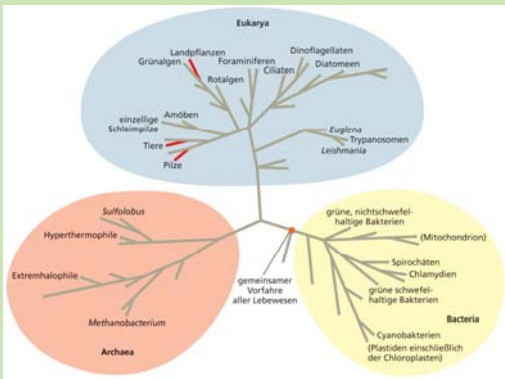 Eukarya
Landpflanzen
Grünalgen
Rotalgen
Foraminiferen
Ciliaten
Dinoflagellaten
Diatomeen
Amöben
einzellige
Schleimpilze
Tiere
Pilze
Euglena
Trypanosomen
Leishmania
Sulfolobus
Hyperthermophile
Extremhalophile
Methanobacterium
Archaea
gemeinsamer
Vorfahre
aller Lebewesen
grüne, nichtschwefel-
haltige Bakterien
(Mitochondrion)
Spirochäten
Chlamydien
grüne schwefel-
haltige Bakterien
Bacteria
Cyanobakterien
(Plastiden einschließlich
der Chloroplasten)